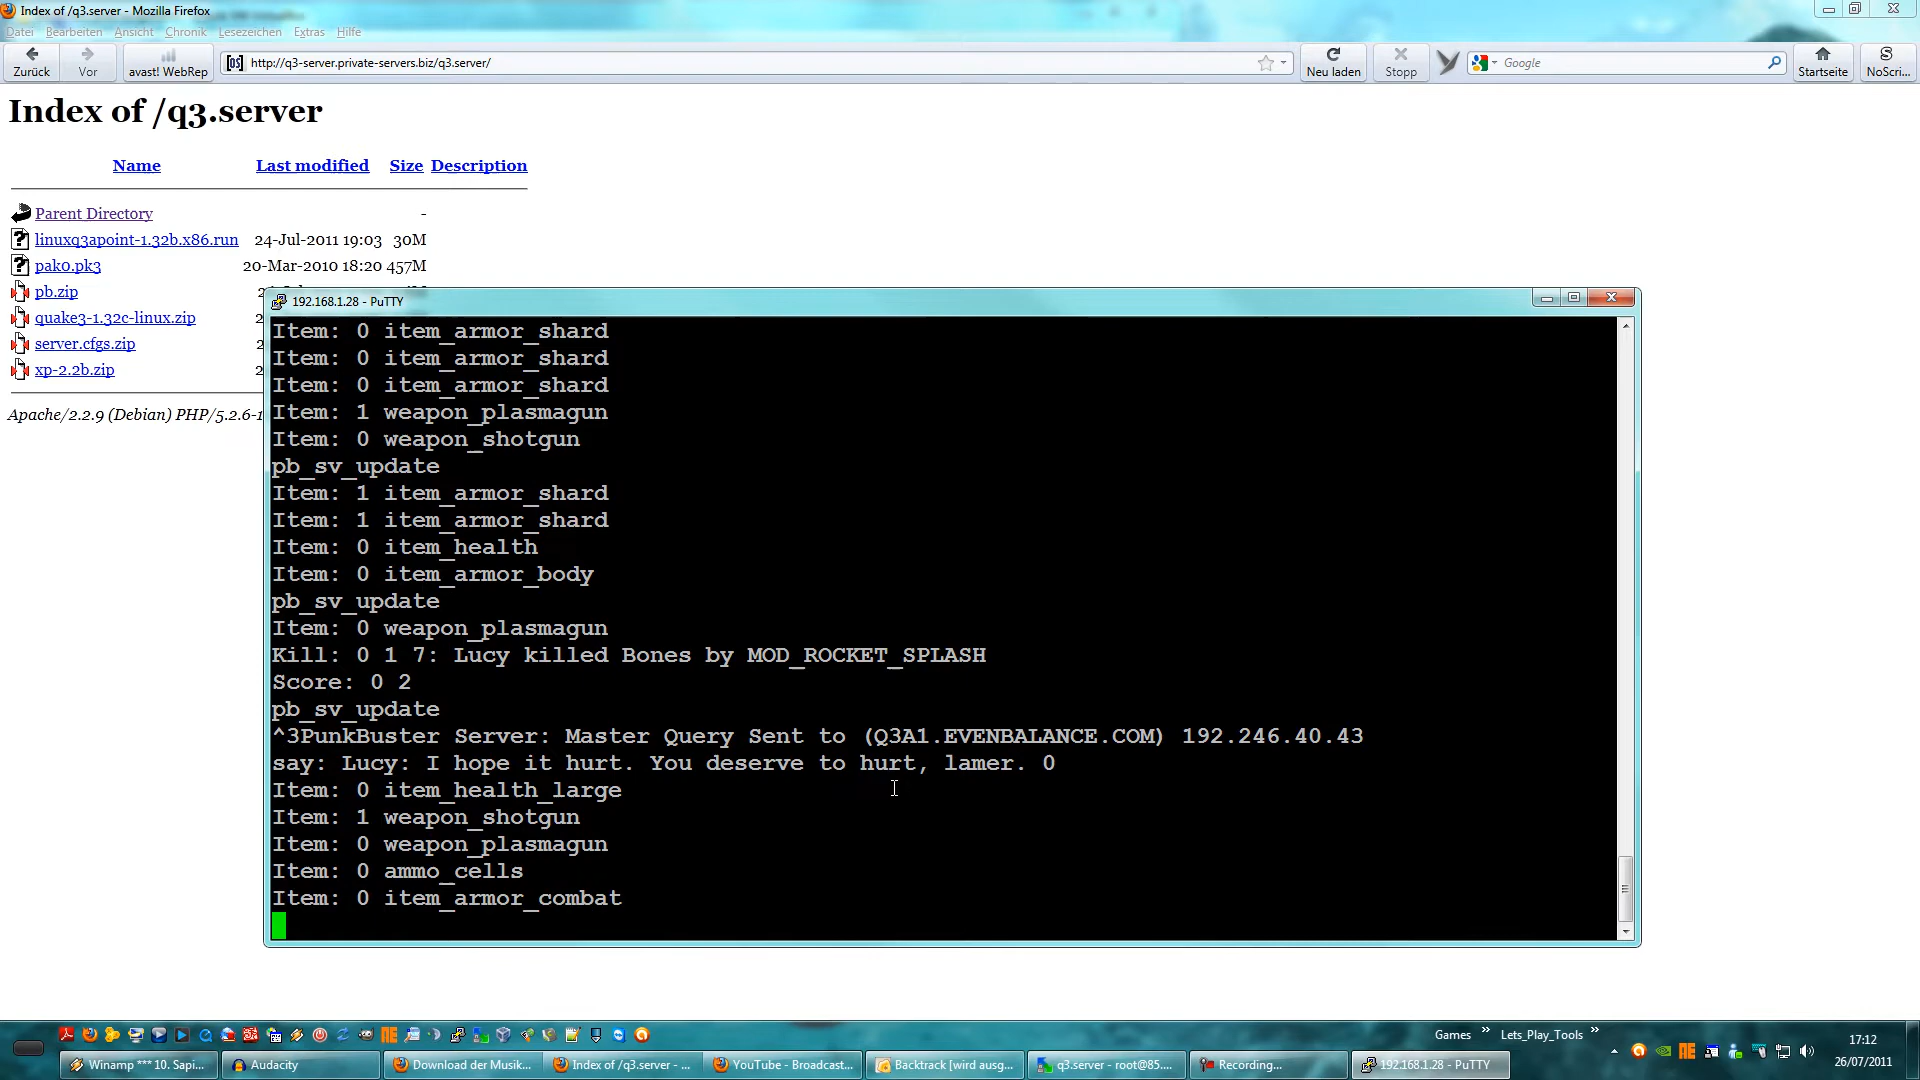 Index of /q3.server - Mozilla Firefox
Datei Bearbeiten Ansicht Chronik Lesezeichen Extras Hilfe
Zurück Vor avast! WebRep http://q3-server.private-servers.biz/q3.server/ Neu laden Stopp Google Startseite NoScri...
Index of /q3.server
Name Last modified Size Description
Parent Directory -
linuxq3apoint-1.32b.x86.run 24-Jul-2011 19:03 30M
pak0.pk3 20-Mar-2010 18:20 457M
pb.zip
quake3-1.32c-linux.zip 2
server.cfgs.zip 2
xp-2.2b.zip 2
Apache/2.2.9 (Debian) PHP/5.2.6-1
192.168.1.28 - PuTTY
Item: 0 item_armor_shard
Item: 0 item_armor_shard
Item: 0 item_armor_shard
Item: 1 weapon_plasmagun
Item: 0 weapon_shotgun
pb_sv_update
Item: 1 item_armor_shard
Item: 1 item_armor_shard
Item: 0 item_health
Item: 0 item_armor_body
pb_sv_update
Item: 0 weapon_plasmagun
Kill: 0 1 7: Lucy killed Bones by MOD_ROCKET_SPLASH
Score: 0 2
pb_sv_update
^3PunkBuster Server: Master Query Sent to (Q3A1.EVENBALANCE.COM) 192.246.40.43
say: Lucy: I hope it hurt. You deserve to hurt, lamer. 0
Item: 0 item_health_large
Item: 1 weapon_shotgun
Item: 0 weapon_plasmagun
Item: 0 ammo_cells
Item: 0 item_armor_combat
Games » Lets_Play_Tools »
17:12
26/07/2011
Winamp *** 10. Sapi... Audacity Download der Musik... Index of /q3.server - ... YouTube - Broadcast... Backtrack [wird ausg... q3.server - root@85.... Recording... 192.168.1.28 - PuTTY